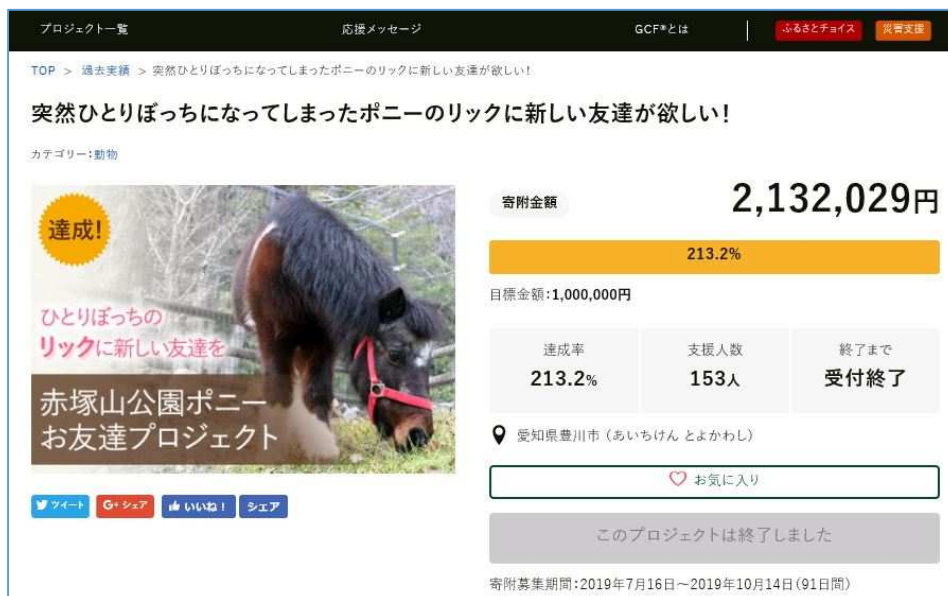 プロジェクト一覧
応援メッセージ
GCF®とは
ふるさとチョイス
災害支援
TOP > 過去実績 > 突然ひとりぼっちになってしまったポニーのリックに新しい友達が欲しい!
突然ひとりぼっちになってしまったポニーのリックに新しい友達が欲しい!
カテゴリー:動物
達成!
ひとりぼっちの
リックに新しい友達を
赤塚山公園ポニー
お友達プロジェクト
ツイート
G+ シェア
いいね!
シェア
寄附金額
2,132,029円
213.2%
目標金額:1,000,000円
達成率
213.2%
支援人数
153人
終了まで
受付終了
愛知県豊川市 (あいちけん とよかわし)
お気に入り
このプロジェクトは終了しました
寄附募集期間:2019年7月16日~2019年10月14日(91日間)